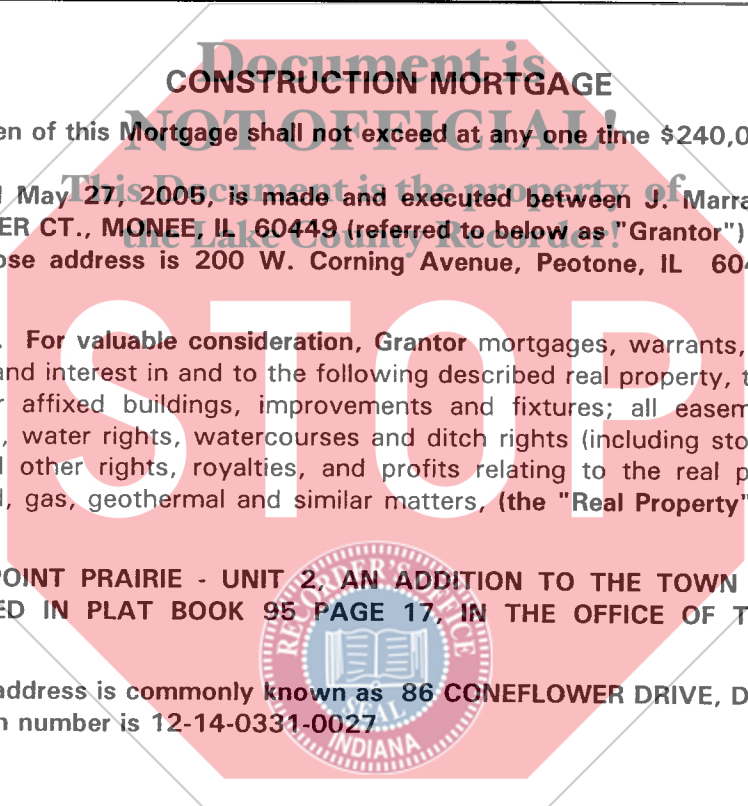 Document is
CONSTRUCTION MORTGAGE
NOT OFFICIAL!
en of this Mortgage shall not exceed at any one time $240,0
This Document is the property of
May 27, 2005, is made and executed between J. Marra
the Lake County Recorder!
ER CT., MONEE, IL 60449 (referred to below as "Grantor")
ose address is 200 W. Corning Avenue, Peotone, IL 604
STOP
. For valuable consideration, Grantor mortgages, warrants,
and interest in and to the following described real property, t
r affixed buildings, improvements and fixtures; all easem
, water rights, watercourses and ditch rights (including sto
l other rights, royalties, and profits relating to the real p
l, gas, geothermal and similar matters, (the "Real Property"
POINT PRAIRIE - UNIT 2, AN ADDITION TO THE TOWN
ED IN PLAT BOOK 95 PAGE 17, IN THE OFFICE OF T
RECORDER'S OFFICE
SEAL
INDIANA
address is commonly known as 86 CONEFLOWER DRIVE, D
n number is 12-14-0331-0027